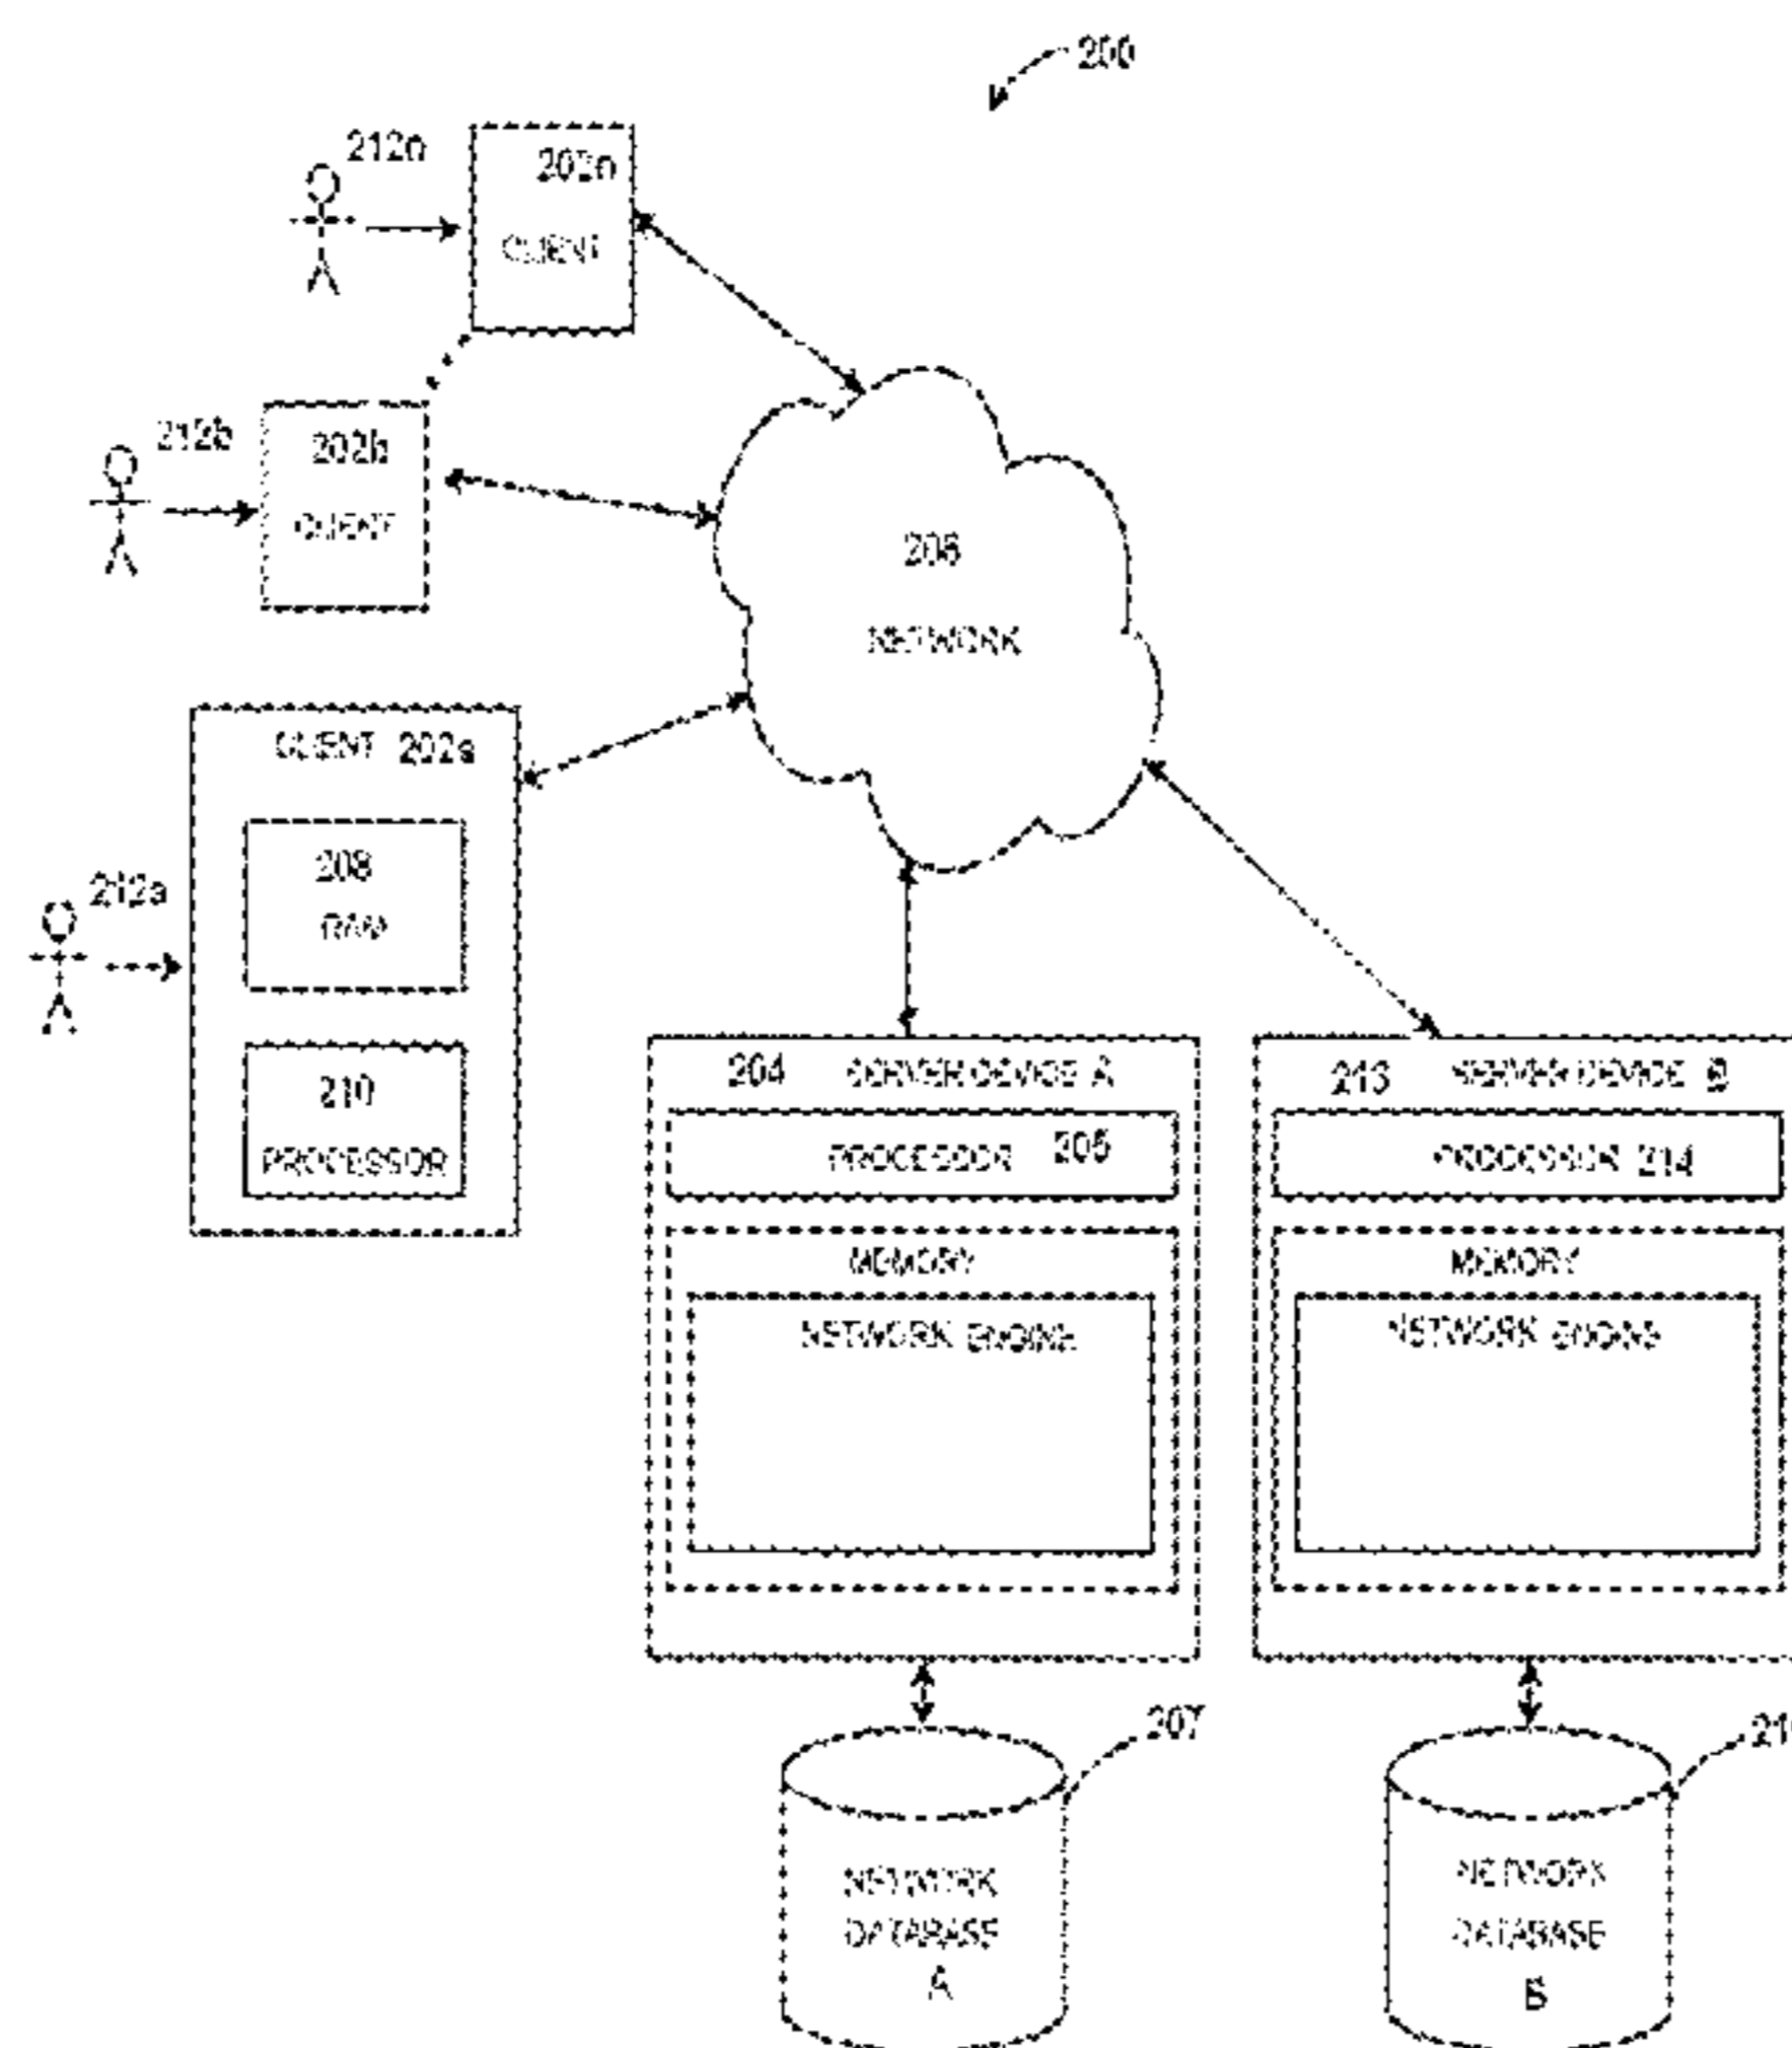 200
212n
202n
CLIENT
212b
202b
CLIENT
206
NETWORK
CLIENT 202a
208
RAM
212a
210
PROCESSOR
204 SERVER DEVICE A
PROCESSOR 205
MEMORY
NETWORK ENGINE
213 SERVER DEVICE B
PROCESSOR 214
MEMORY
NETWORK ENGINE
207
NETWORK
DATABASE
A
21
NETWORK
DATABASE
B